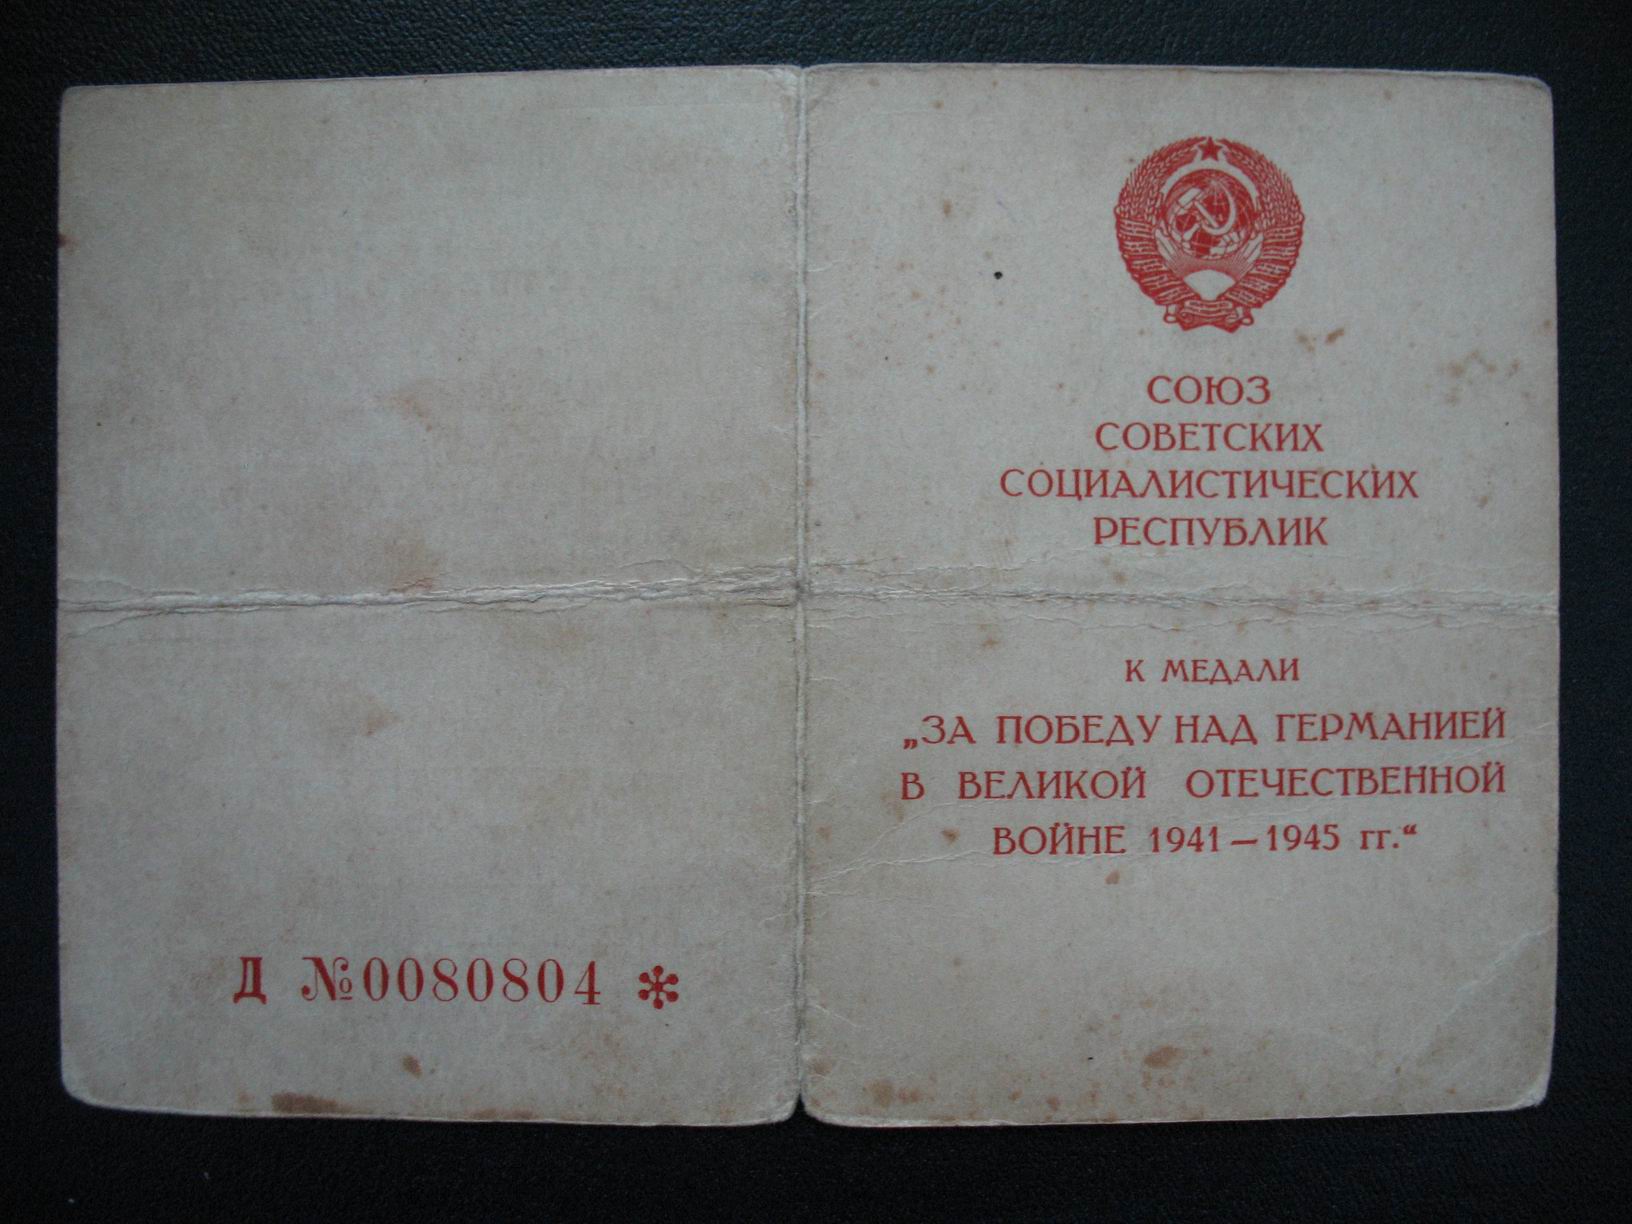 Д №0080804 *
СОЮЗ
СОВЕТСКИХ
СОЦИАЛИСТИЧЕСКИХ
РЕСПУБЛИК
К МЕДАЛИ
„ЗА ПОБЕДУ НАД ГЕРМАНИЕЙ
В ВЕЛИКОЙ ОТЕЧЕСТВЕННОЙ
ВОЙНЕ 1941—1945 гг.“